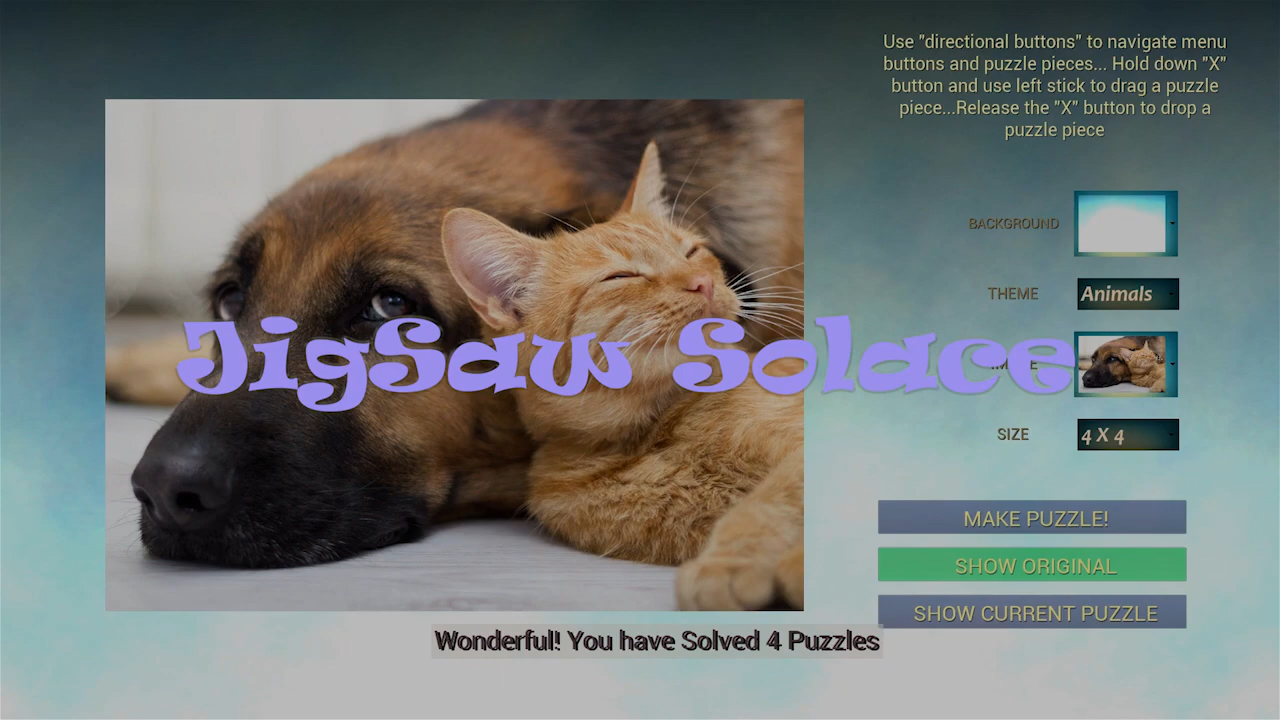 Use "directional buttons" to navigate menu
buttons and puzzle pieces... Hold down "X"
button and use left stick to drag a puzzle
piece...Release the "X" button to drop a
puzzle piece
BACKGROUND
THEME
Animals
JigSaw Solace
SIZE
4 X 4
MAKE PUZZLE!
SHOW ORIGINAL
SHOW CURRENT PUZZLE
Wonderful! You have Solved 4 Puzzles